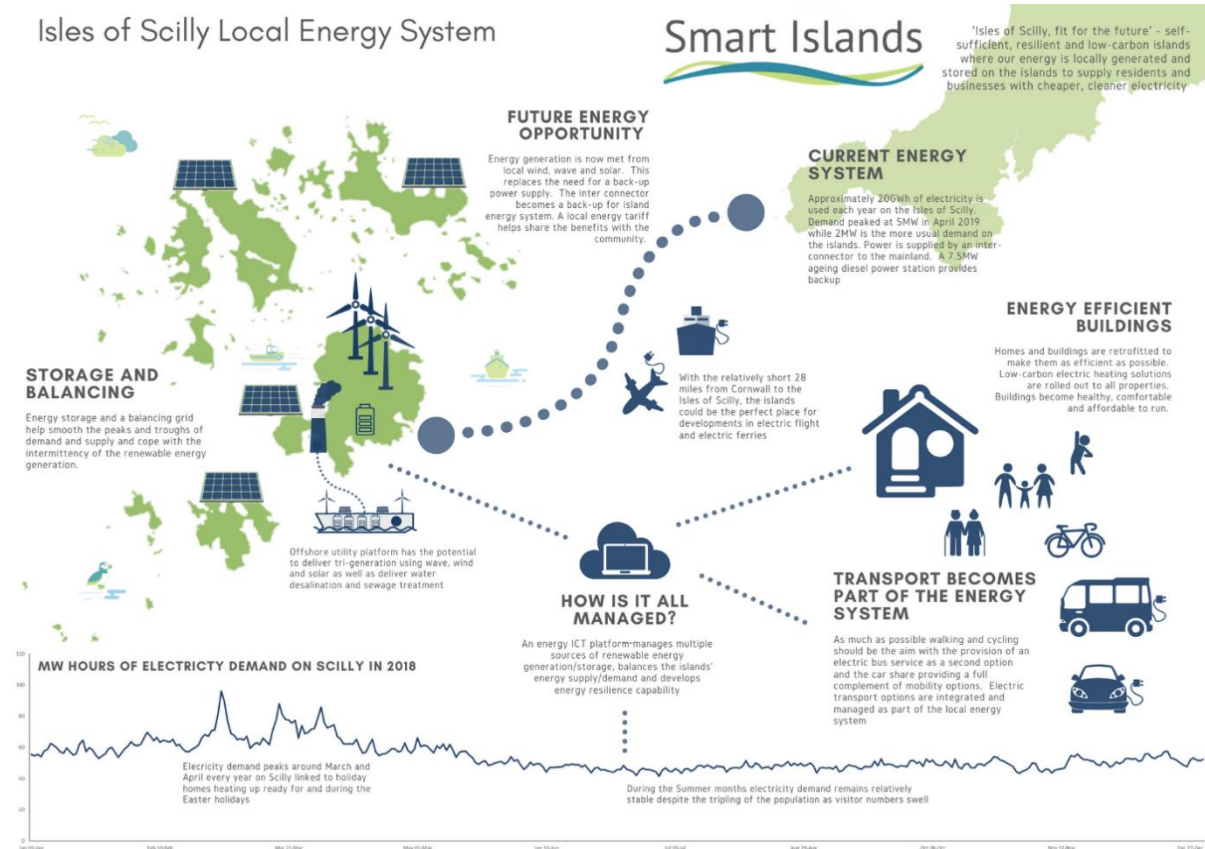 Isles of Scilly Local Energy System
Smart Islands
'Isles of Scilly, fit for the future' - self-
sufficient, resilient and low-carbon islands
where our energy is locally generated and
stored on the islands to supply residents and
businesses with cheaper, cleaner electricity
FUTURE ENERGY
OPPORTUNITY
Energy generation is now met from
local wind, wave and solar. This
replaces the need for a back-up
power supply. The inter connector
becomes a back-up for island
energy system. A local energy tariff
helps share the benefits with the
community.
CURRENT ENERGY
SYSTEM
Approximately 20GWh of electricity is
used each year on the Isles of Scilly.
Demand peaked at 5MW in April 2019
while 2MW is the more usual demand on
the islands. Power is supplied by an inter-
connector to the mainland. A 7.5MW
ageing diesel power station provides
backup
ENERGY EFFICIENT
BUILDINGS
Homes and buildings are retrofitted to
make them as efficient as possible.
Low-carbon electric heating solutions
are rolled out to all properties.
Buildings become healthy, comfortable
and affordable to run.
STORAGE AND
BALANCING
Energy storage and a balancing grid
help smooth the peaks and troughs of
demand and supply and cope with the
intermittency of the renewable energy
generation.
With the relatively short 28
miles from Cornwall to the
Isles of Scilly, the islands
could be the perfect place for
developments in electric flight
and electric ferries
Offshore utility platform has the potential
to deliver tri-generation using wave, wind
and solar as well as deliver water
desalination and sewage treatment
HOW IS IT ALL
MANAGED?
An energy ICT platform manages multiple
sources of renewable energy
generation/storage, balances the islands'
energy supply/demand and develops
energy resilience capability
TRANSPORT BECOMES
PART OF THE ENERGY
SYSTEM
As much as possible walking and cycling
should be the aim with the provision of an
electric bus service as a second option
and the car share providing a full
complement of mobility options. Electric
transport options are integrated and
managed as part of the local energy
system
MW HOURS OF ELECTRICTY DEMAND ON SCILLY IN 2018
120
100
80
60
40
20
0
Elecricity demand peaks around March and
April every year on Scilly linked to holiday
homes heating up ready for and during the
Easter holidays
During the Summer months electricity demand remains relatively
stable despite the tripling of the population as visitor numbers swell